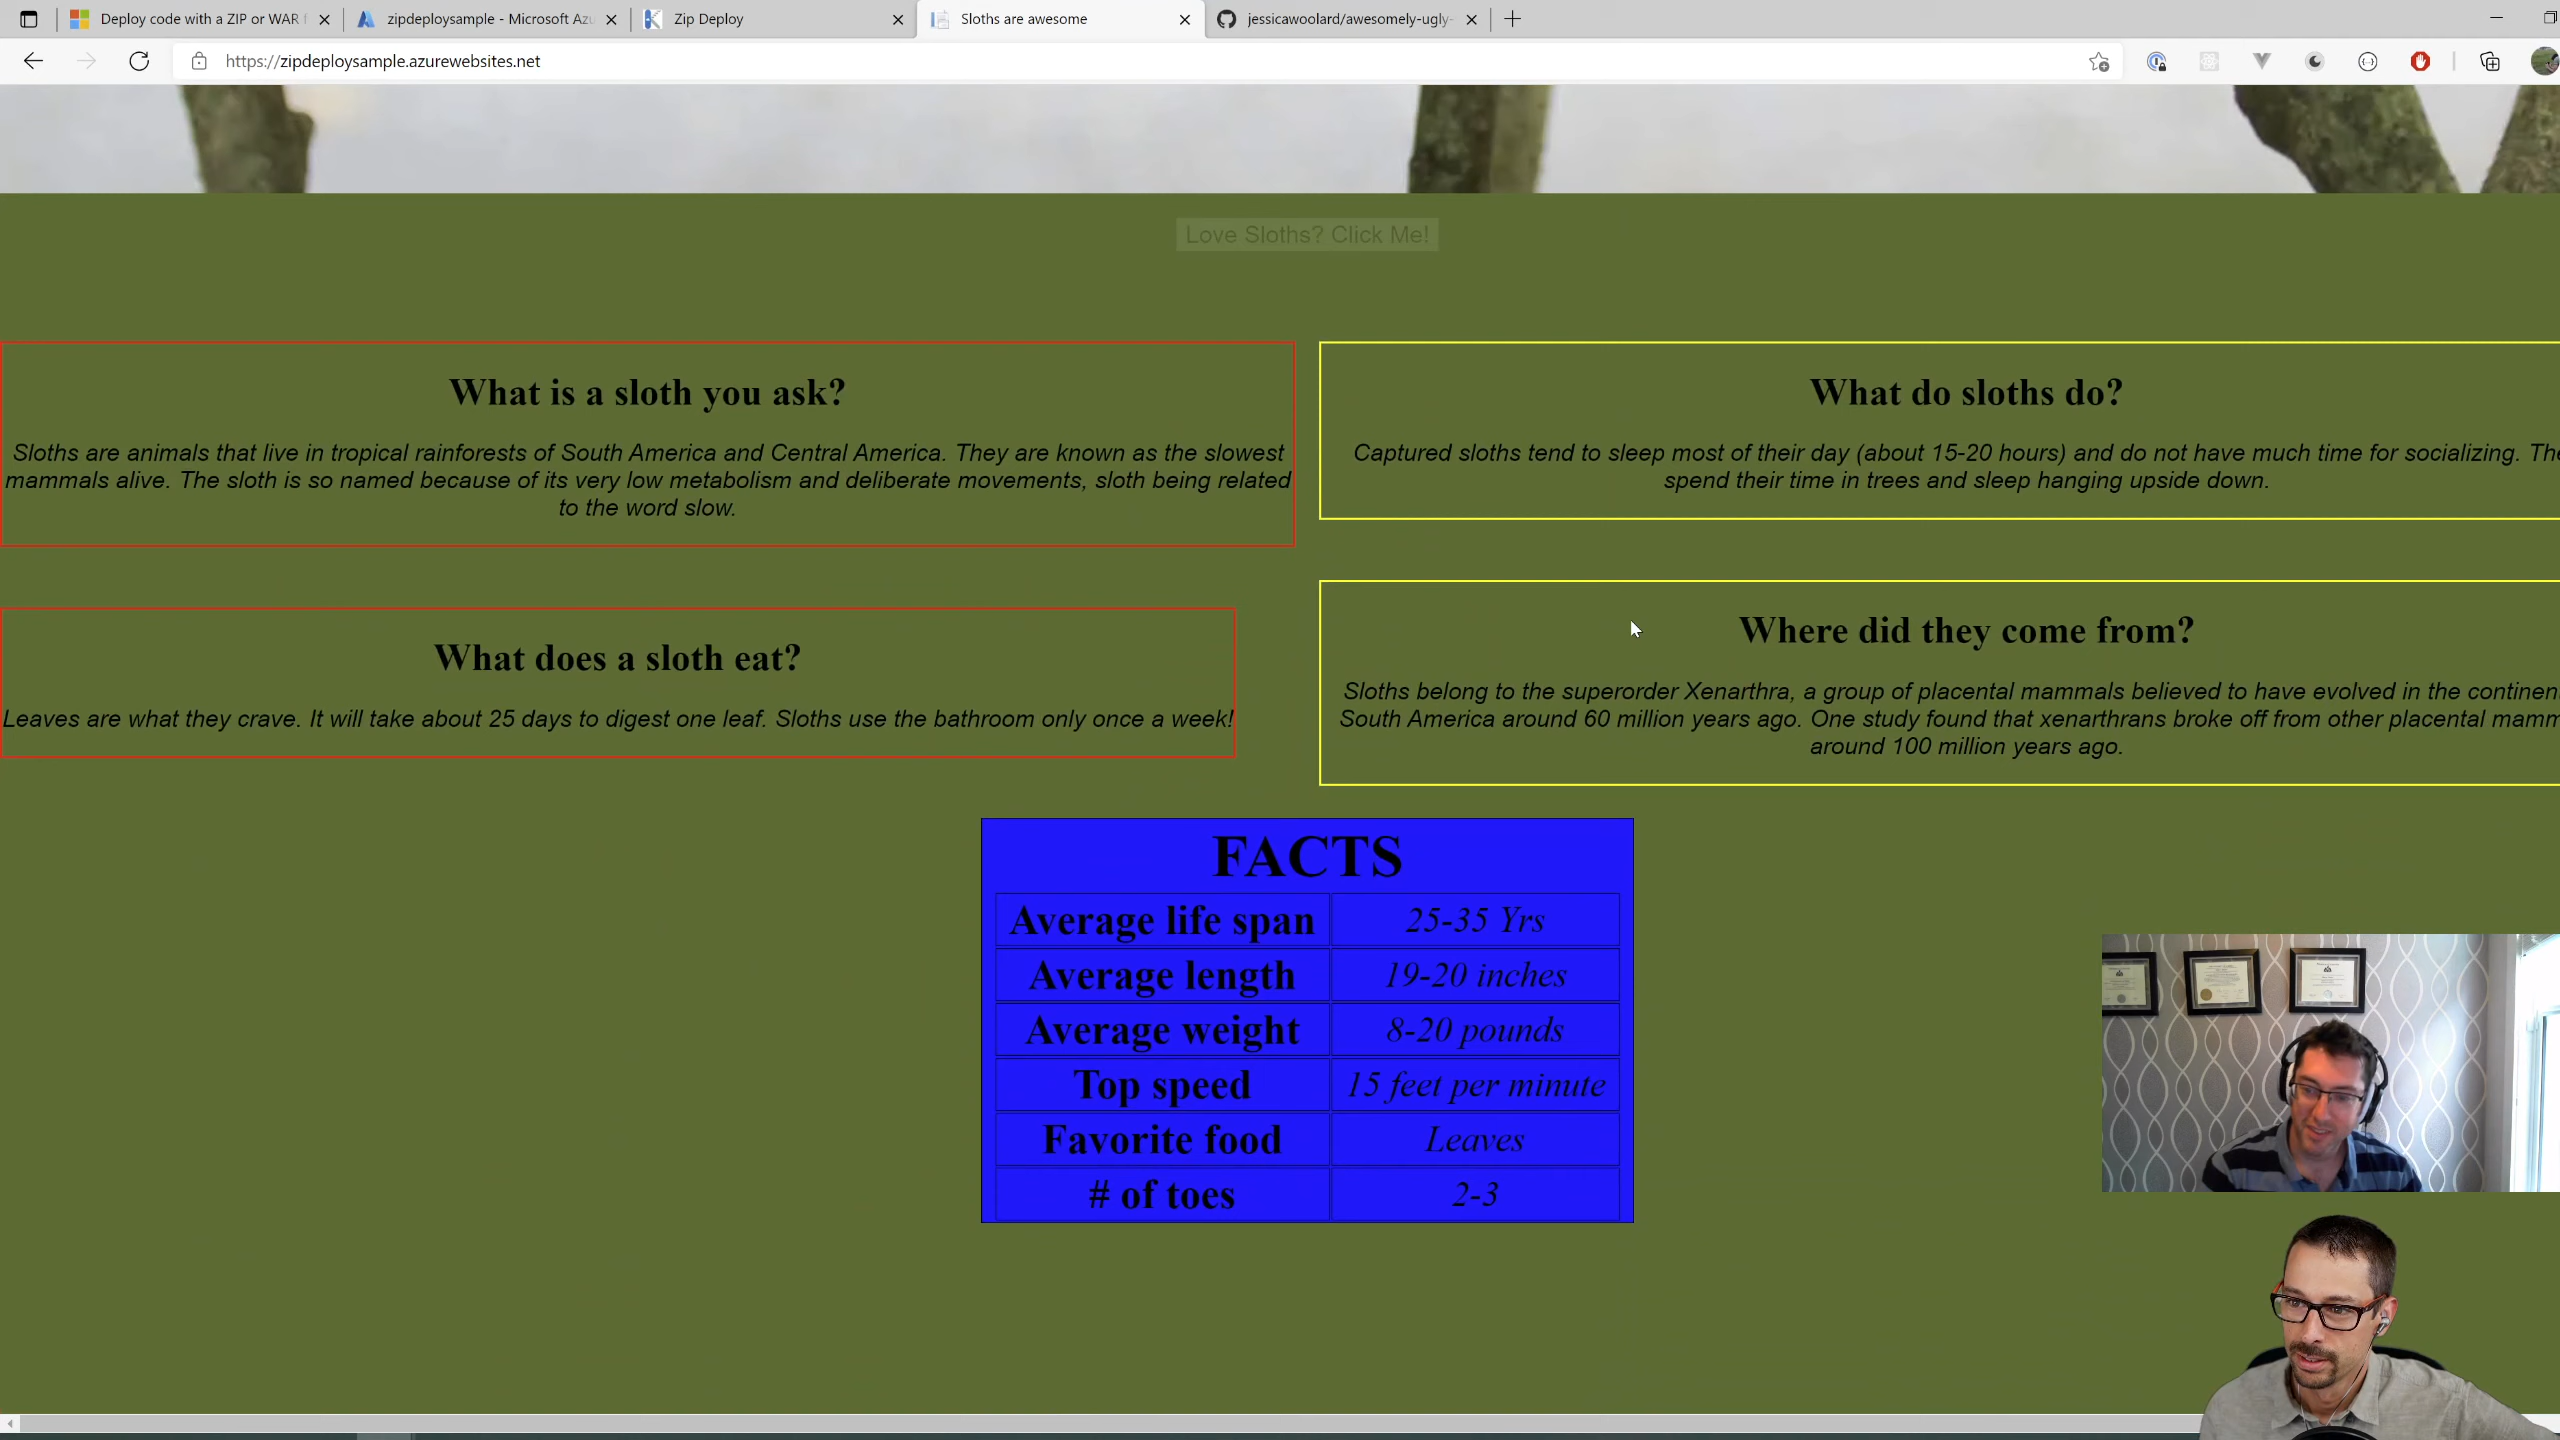 Deploy code with a ZIP or WAR f
zipdeploysample - Microsoft Azu
Zip Deploy
Sloths are awesome
jessicawoolard/awesomely-ugly-
https://zipdeploysample.azurewebsites.net
Love Sloths? Click Me!
What is a sloth you ask?
Sloths are animals that live in tropical rainforests of South America and Central America. They are known as the slowest
mammals alive. The sloth is so named because of its very low metabolism and deliberate movements, sloth being related
to the word slow.
What do sloths do?
Captured sloths tend to sleep most of their day (about 15-20 hours) and do not have much time for socializing. The
spend their time in trees and sleep hanging upside down.
What does a sloth eat?
Leaves are what they crave. It will take about 25 days to digest one leaf. Sloths use the bathroom only once a week!
Where did they come from?
Sloths belong to the superorder Xenarthra, a group of placental mammals believed to have evolved in the continen
South America around 60 million years ago. One study found that xenarthrans broke off from other placental mamm
around 100 million years ago.
FACTS
Average life span 25-35 Yrs
Average length 19-20 inches
Average weight 8-20 pounds
Top speed 15 feet per minute
Favorite food Leaves
# of toes 2-3